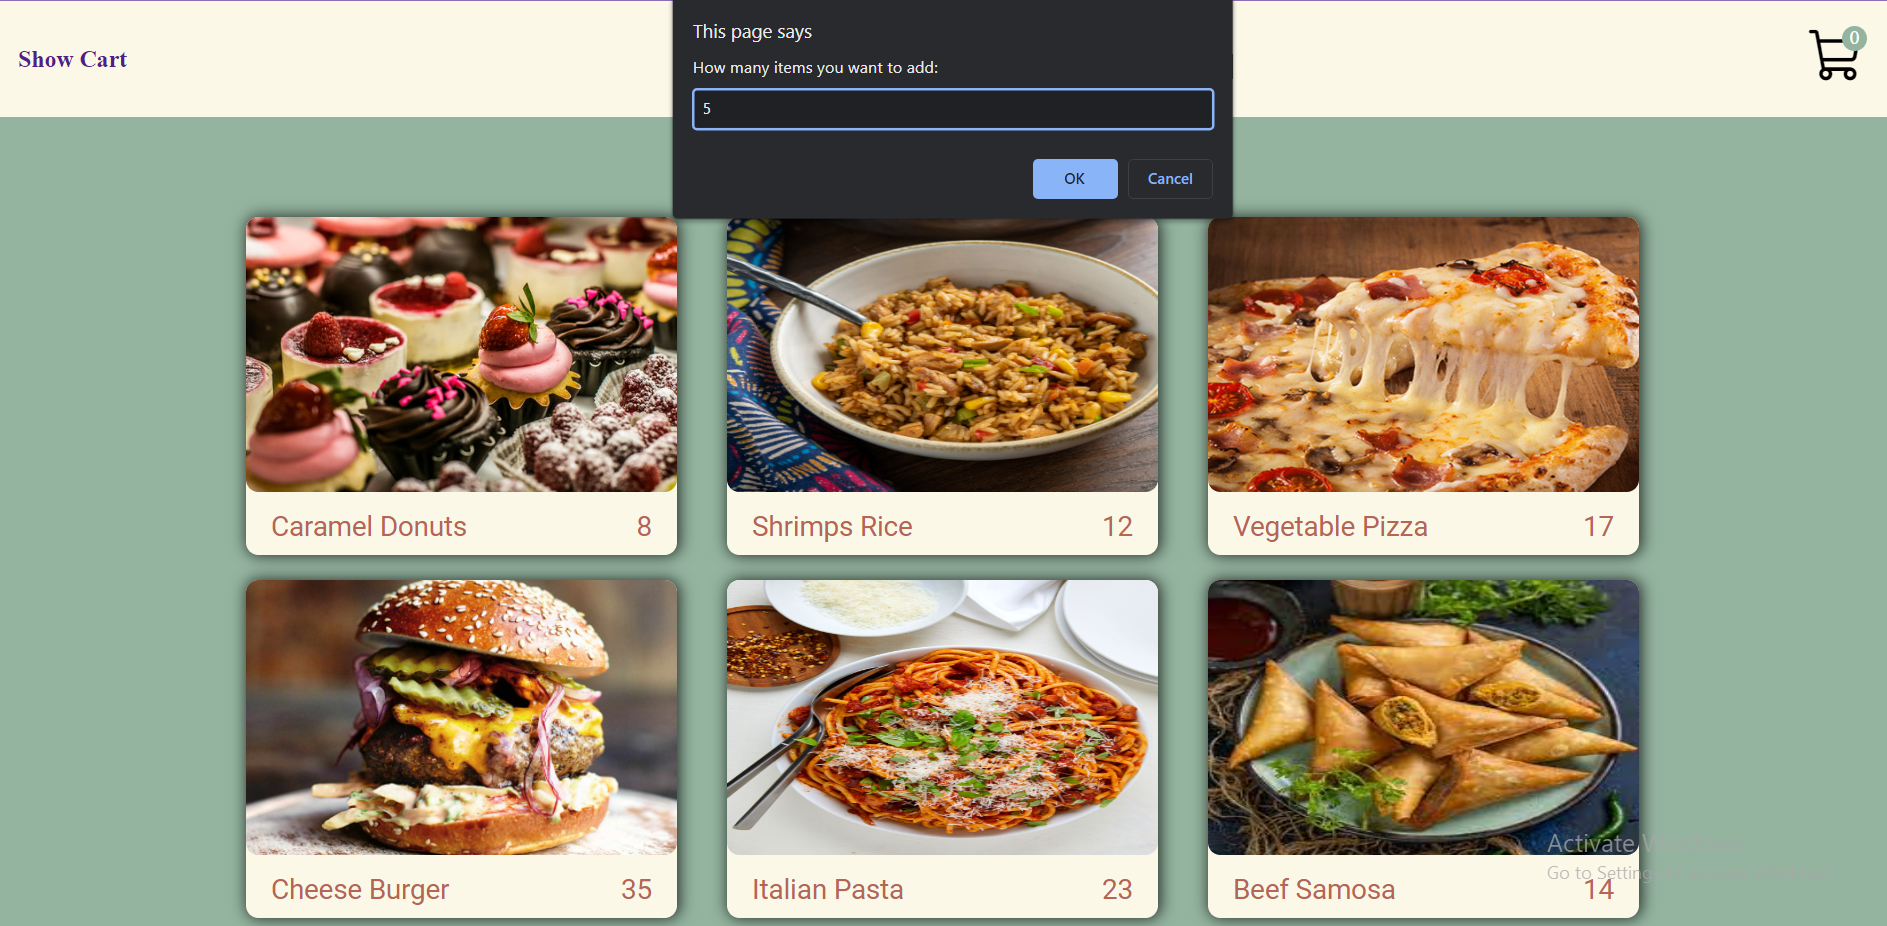 This page says
How many items you want to add:
5
OK
Cancel
Show Cart
0
Caramel Donuts 8
Shrimps Rice 12
Vegetable Pizza 17
Cheese Burger 35
Italian Pasta 23
Beef Samosa 14
Activate
Go to Setting